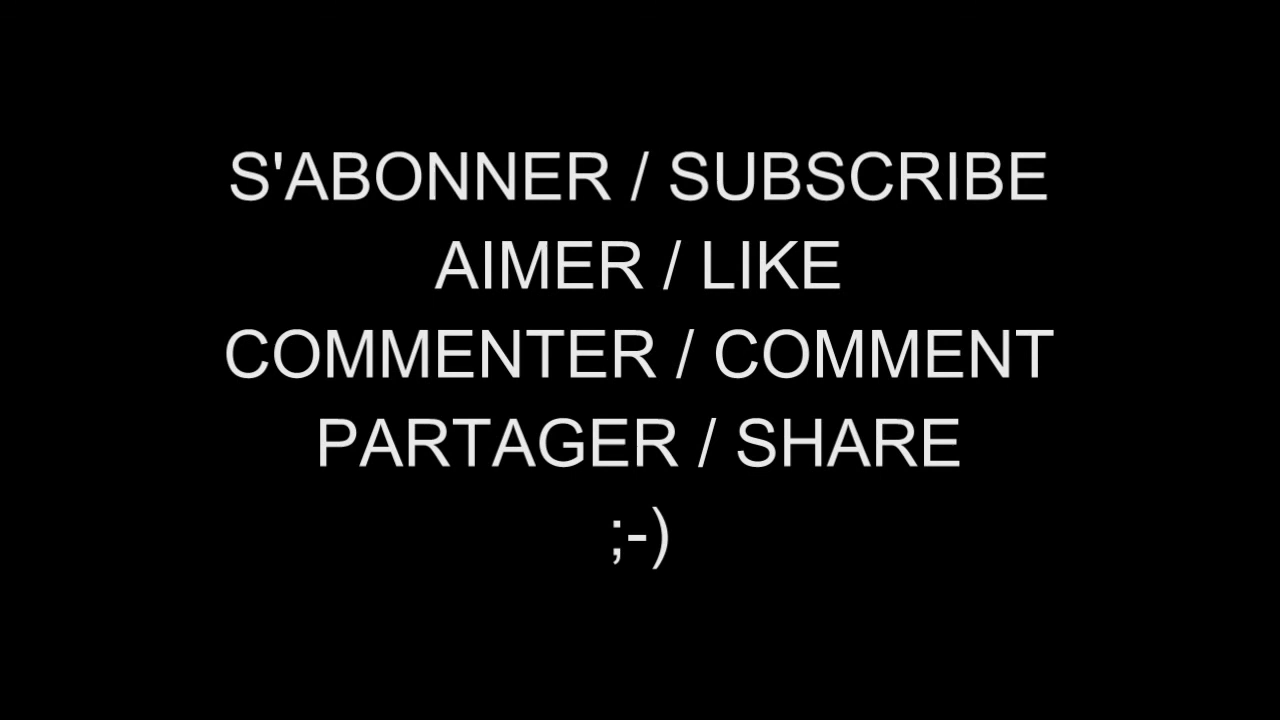 S'ABONNER / SUBSCRIBE
AIMER / LIKE
COMMENTER / COMMENT
PARTAGER / SHARE
;-)